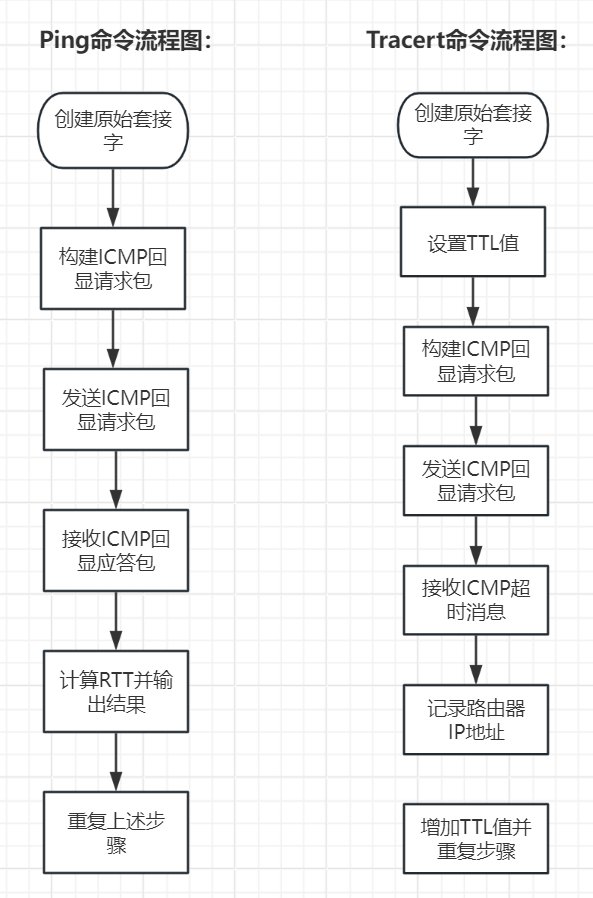 Ping命令流程图：
创建原始套接
字
构建ICMP回
显请求包
发送ICMP回
显请求包
接收ICMP回
显应答包
计算RTT并输
出结果
重复上述步
骤
Tracert命令流程图：
创建原始套接
字
设置TTL值
构建ICMP回
显请求包
发送ICMP回
显请求包
接收ICMP超
时消息
记录路由器
IP地址
增加TTL值并
重复步骤